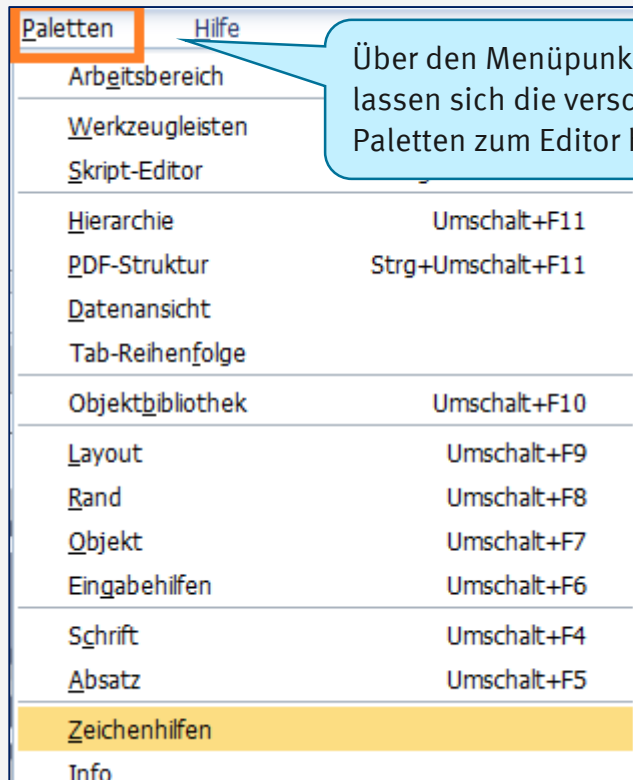 Paletten Hilfe
Über den Menüpunk
lassen sich die versc
Paletten zum Editor
Arbeitsbereich
Werkzeugleisten
Skript-Editor
Hierarchie Umschalt+F11
PDF-Struktur Strg+Umschalt+F11
Datenansicht
Tab-Reihenfolge
Objektbibliothek Umschalt+F10
Layout Umschalt+F9
Rand Umschalt+F8
Objekt Umschalt+F7
Eingabehilfen Umschalt+F6
Schrift Umschalt+F4
Absatz Umschalt+F5
Zeichenhilfen
Info